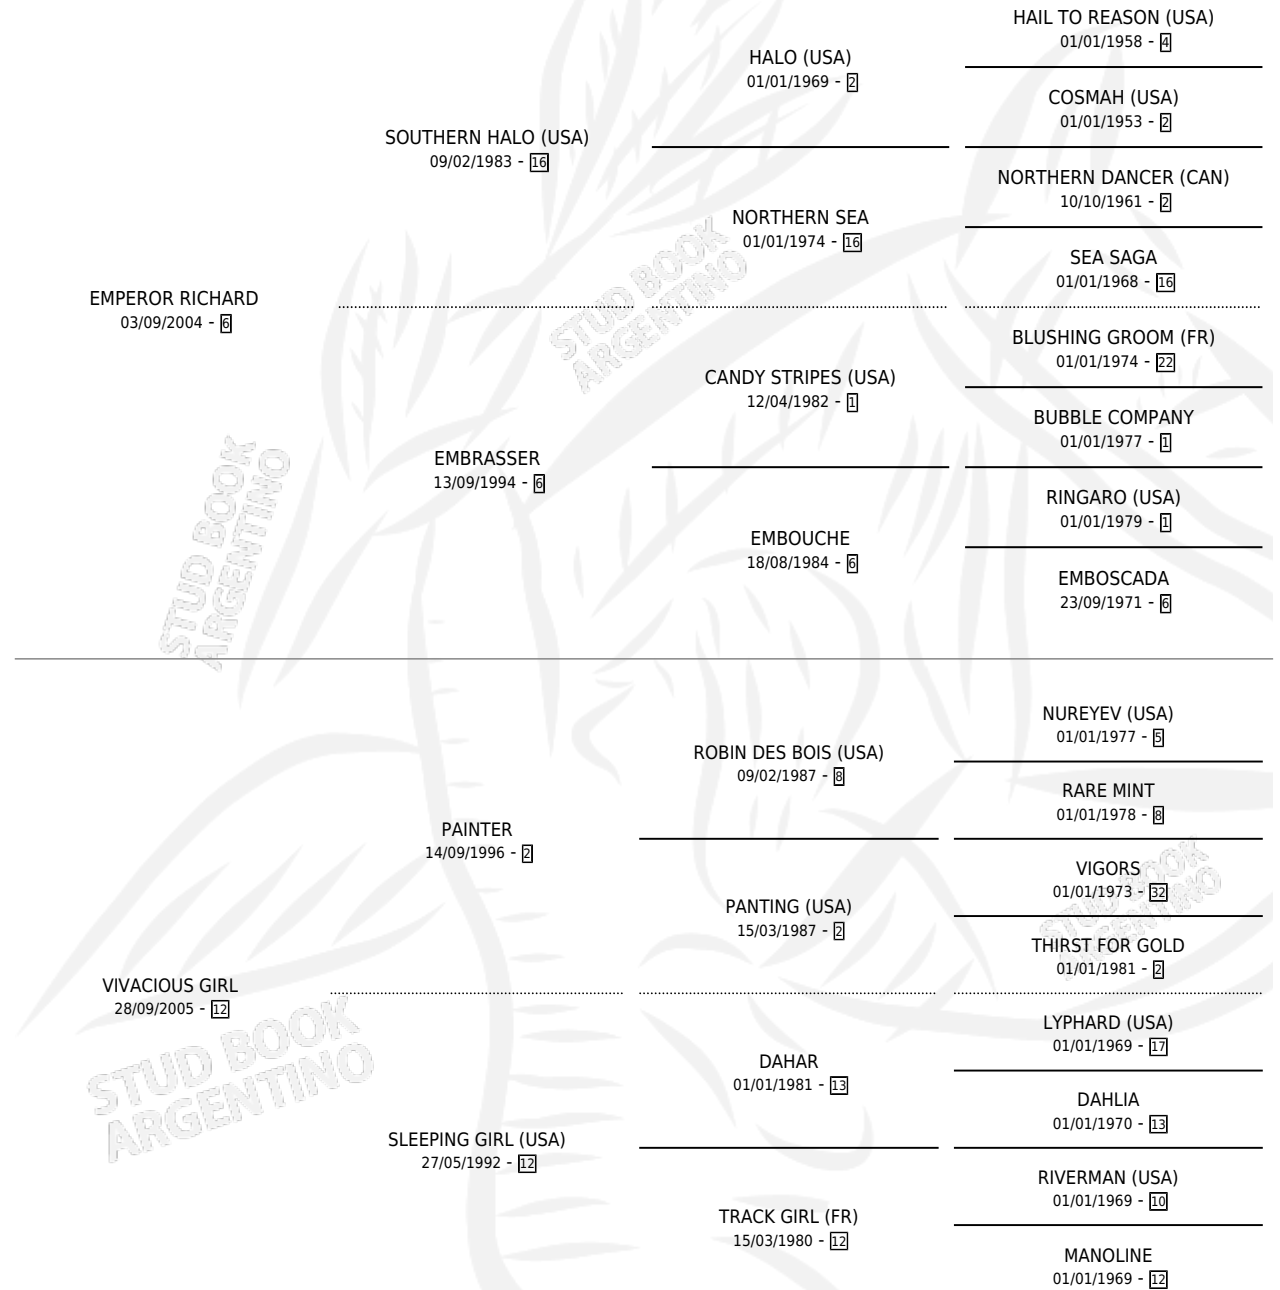 HAIL TO REASON (USA)
01/01/1958 - 4
HALO (USA)
01/01/1969 - 2
COSMAH (USA)
01/01/1953 - 2
SOUTHERN HALO (USA)
09/02/1983 - 16
NORTHERN DANCER (CAN)
10/10/1961 - 2
NORTHERN SEA
01/01/1974 - 16
SEA SAGA
01/01/1968 - 16
EMPEROR RICHARD
03/09/2004 - 6
BLUSHING GROOM (FR)
01/01/1974 - 22
CANDY STRIPES (USA)
12/04/1982 - 1
BUBBLE COMPANY
01/01/1977 - 1
EMBRASSER
13/09/1994 - 6
RINGARO (USA)
01/01/1979 - 1
EMBOUCHE
18/08/1984 - 6
EMBOSCADA
23/09/1971 - 6
STUD BOOK
ARGENTINO
STUD BOOK
ARGENTINO
NUREYEV (USA)
01/01/1977 - 5
ROBIN DES BOIS (USA)
09/02/1987 - 8
RARE MINT
01/01/1978 - 8
PAINTER
14/09/1996 - 2
VIGORS
01/01/1973 - 32
PANTING (USA)
15/03/1987 - 2
THIRST FOR GOLD
01/01/1981 - 2
STUD BOOK
ARGENTINO
VIVACIOUS GIRL
28/09/2005 - 12
LYPHARD (USA)
01/01/1969 - 17
DAHAR
01/01/1981 - 13
DAHLIA
01/01/1970 - 13
STUD BOOK
ARGENTINO
SLEEPING GIRL (USA)
27/05/1992 - 12
RIVERMAN (USA)
01/01/1969 - 10
TRACK GIRL (FR)
15/03/1980 - 12
MANOLINE
01/01/1969 - 12